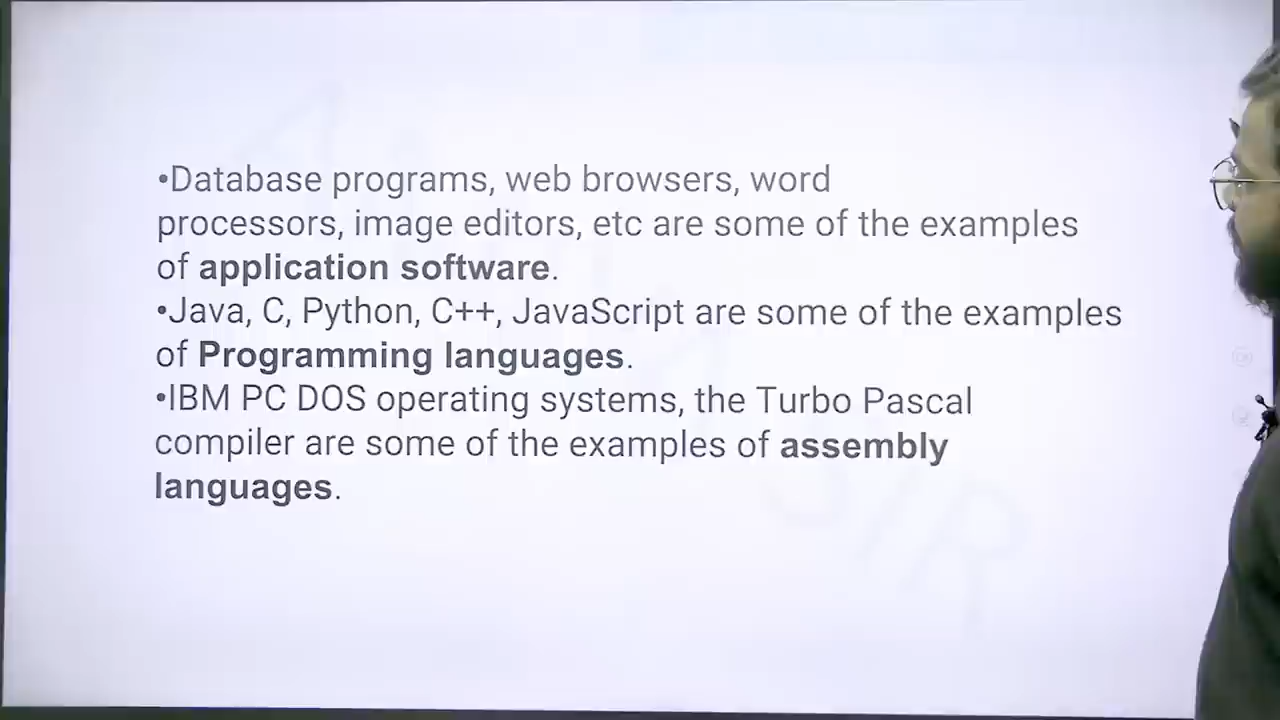 •Database programs, web browsers, word
processors, image editors, etc are some of the examples
of application software.
•Java, C, Python, C++, JavaScript are some of the examples
of Programming languages.
•IBM PC DOS operating systems, the Turbo Pascal
compiler are some of the examples of assembly
languages.